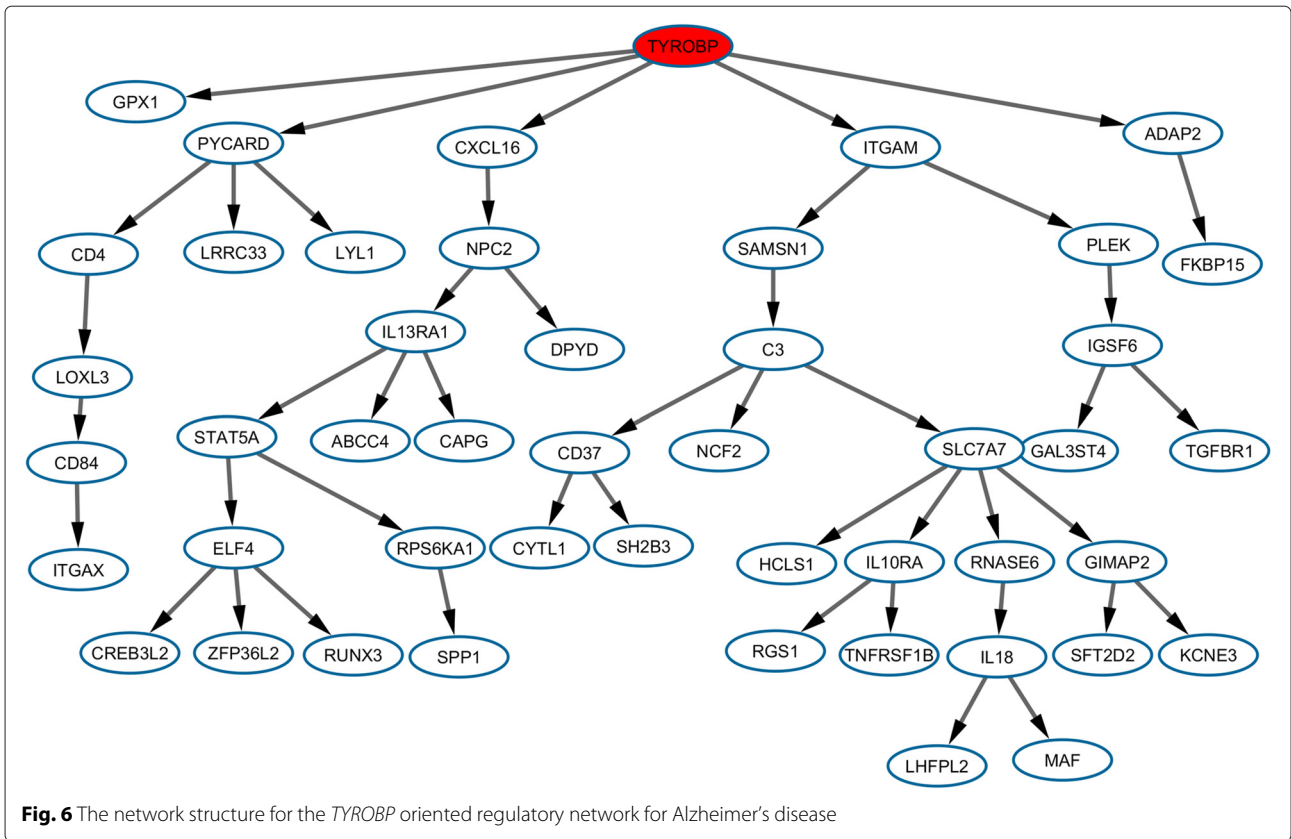 TYROBP
GPX1
PYCARD
CXCL16
ITGAM
ADAP2
CD4
LRRC33
LYL1
NPC2
SAMSN1
PLEK
FKBP15
IL13RA1
DPYD
C3
IGSF6
LOXL3
STAT5A
ABCC4
CAPG
CD37
NCF2
SLC7A7
GAL3ST4
TGFBR1
CD84
ELF4
RPS6KA1
CYTL1
SH2B3
HCLS1
IL10RA
RNASE6
GIMAP2
ITGAX
CREB3L2
ZFP36L2
RUNX3
SPP1
RGS1
TNFRSF1B
IL18
SFT2D2
KCNE3
LHFPL2
MAF
Fig. 6 The network structure for the TYROBP oriented regulatory network for Alzheimer's disease